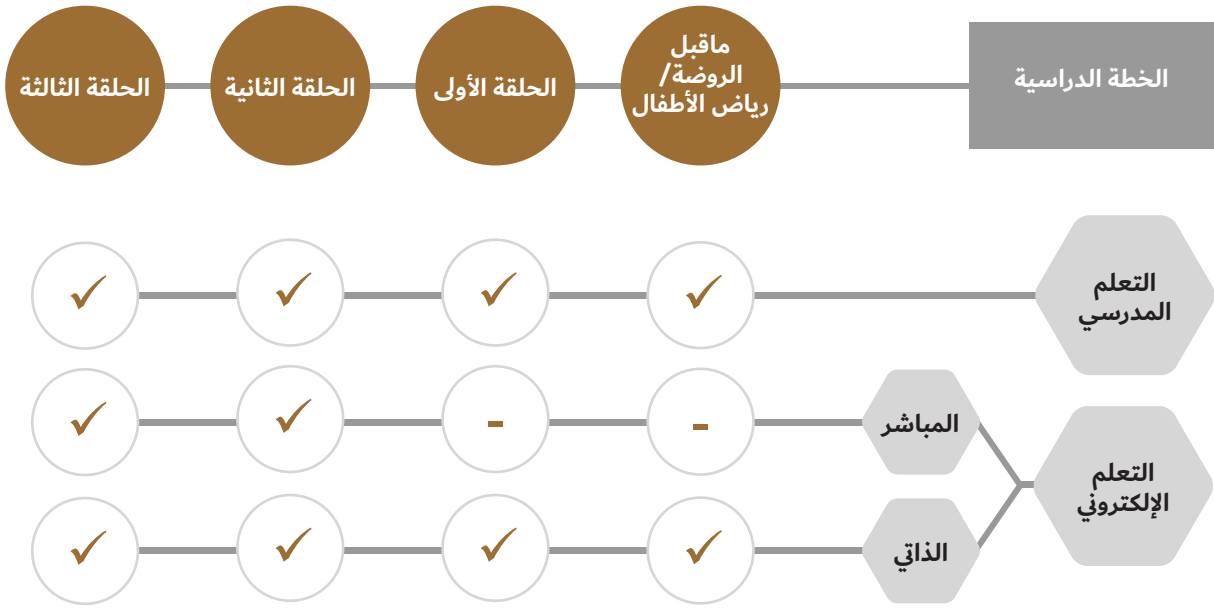 الخطة الدراسية
ماقبل
الروضة/
رياض الأطفال
الحلقة الأولى
الحلقة الثانية
الحلقة الثالثة
التعلم
المدرسي
✓ ✓ ✓ ✓
التعلم
الإلكتروني
المباشر
- - ✓ ✓
الذاتي
✓ ✓ ✓ ✓